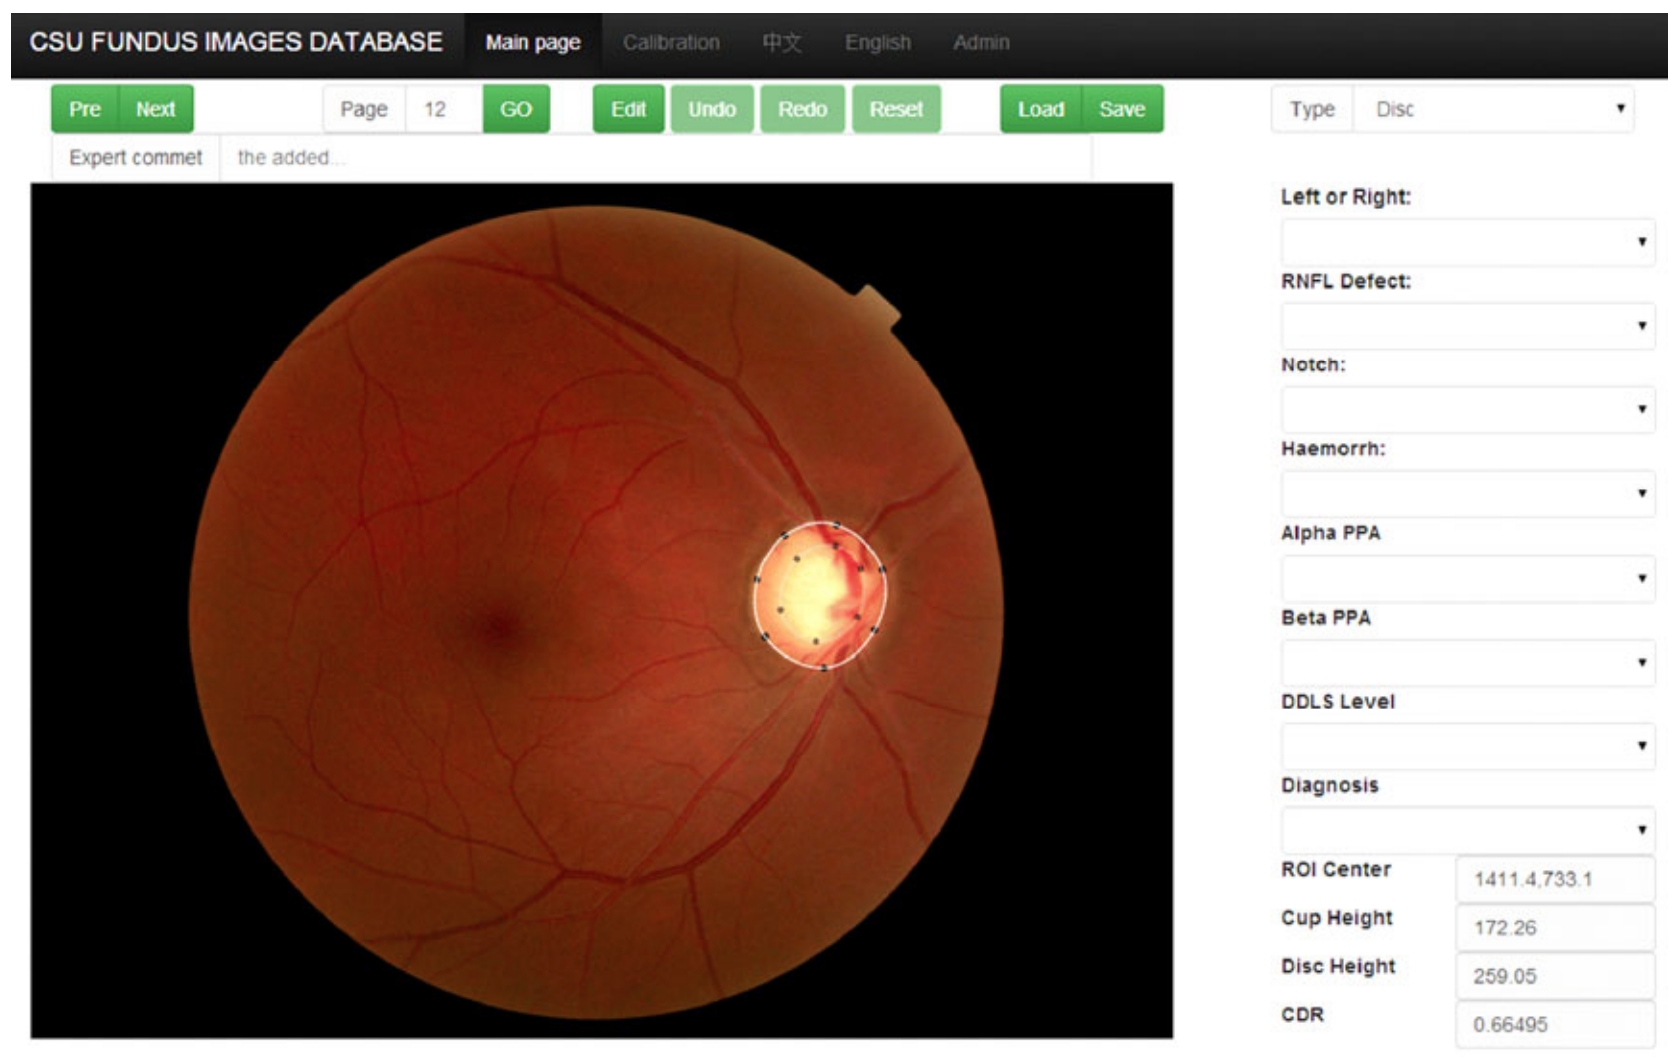 CSU FUNDUS IMAGES DATABASE Main page Calibration 中文 English Admin
Pre Next Page 12 GO Edit Undo Redo Reset Load Save Type Disc
Expert commet the added...
Left or Right:
RNFL Defect:
Notch:
Haemorrh:
Alpha PPA
Beta PPA
DDLS Level
Diagnosis
ROI Center 1411.4,733.1
Cup Height 172.26
Disc Height 259.05
CDR 0.66495